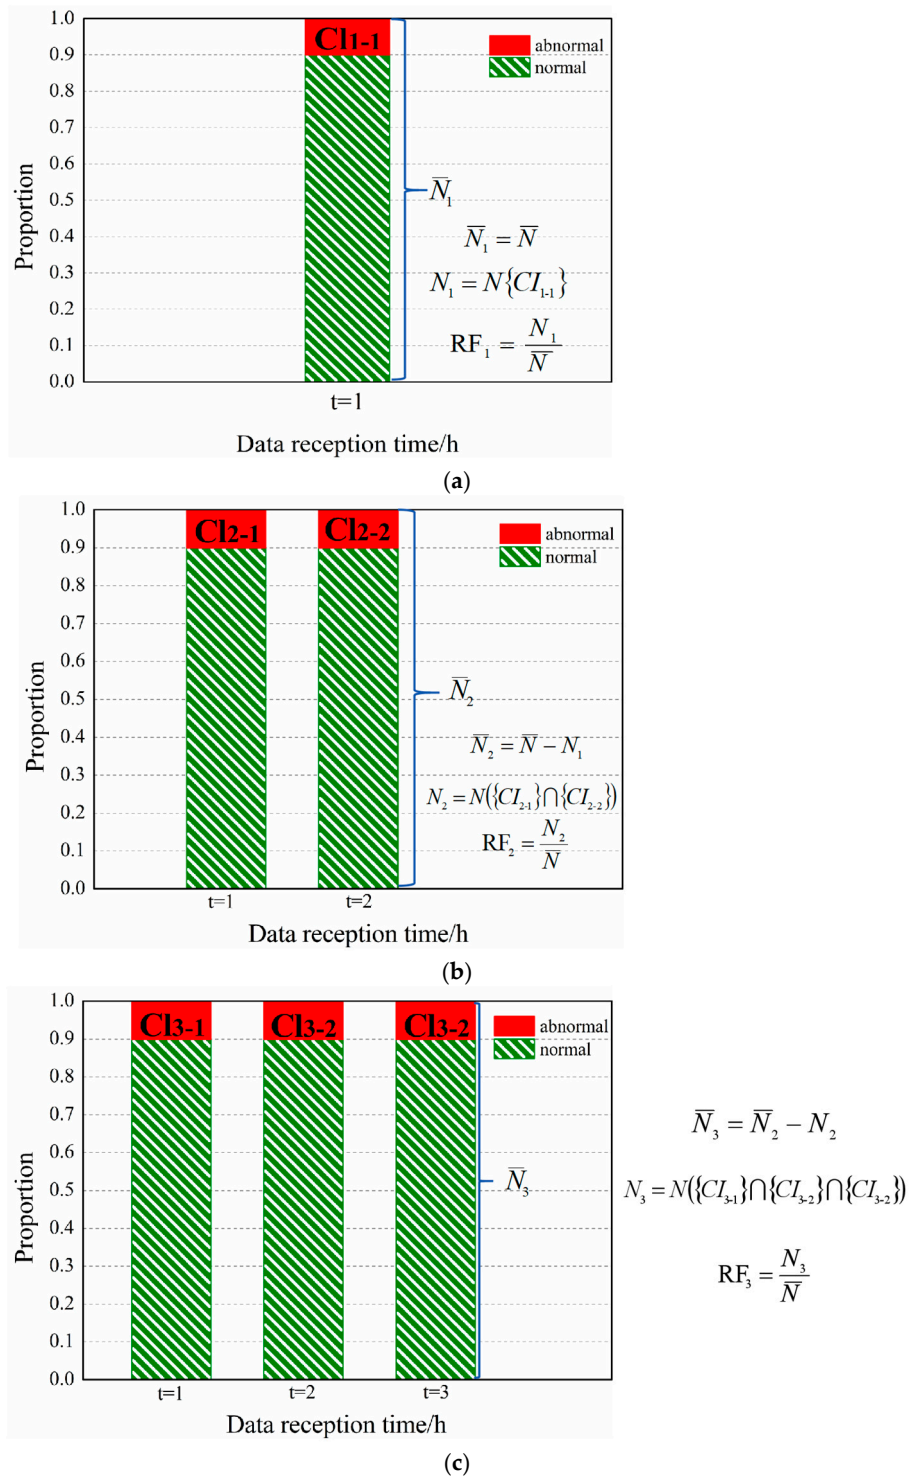 1.0
Cl1-1
abnormal
normal
0.9
0.8
0.7
0.6
0.5
0.4
0.3
0.2
0.1
0.0
Proportion
N̅₁
N̅₁ = N̅
N₁ = N{CI₁₋₁}
RF₁ = N₁/N̅
t=1
Data reception time/h
(a)
1.0
Cl2-1 Cl2-2
abnormal
normal
0.9
0.8
0.7
0.6
0.5
0.4
0.3
0.2
0.1
0.0
Proportion
N̅₂
N̅₂ = N̅ − N₁
N₂ = N({CI₂₋₁}⋂{CI₂₋₂})
RF₂ = N₂/N̅
t=1 t=2
Data reception time/h
(b)
1.0
Cl3-1 Cl3-2 Cl3-2
abnormal
normal
0.9
0.8
0.7
0.6
0.5
0.4
0.3
0.2
0.1
0.0
Proportion
N̅₃
N̅₃ = N̅₂ − N₂
N₃ = N({CI₃₋₁}⋂{CI₃₋₂}⋂{CI₃₋₂})
RF₃ = N₃/N̅
t=1 t=2 t=3
Data reception time/h
(c)